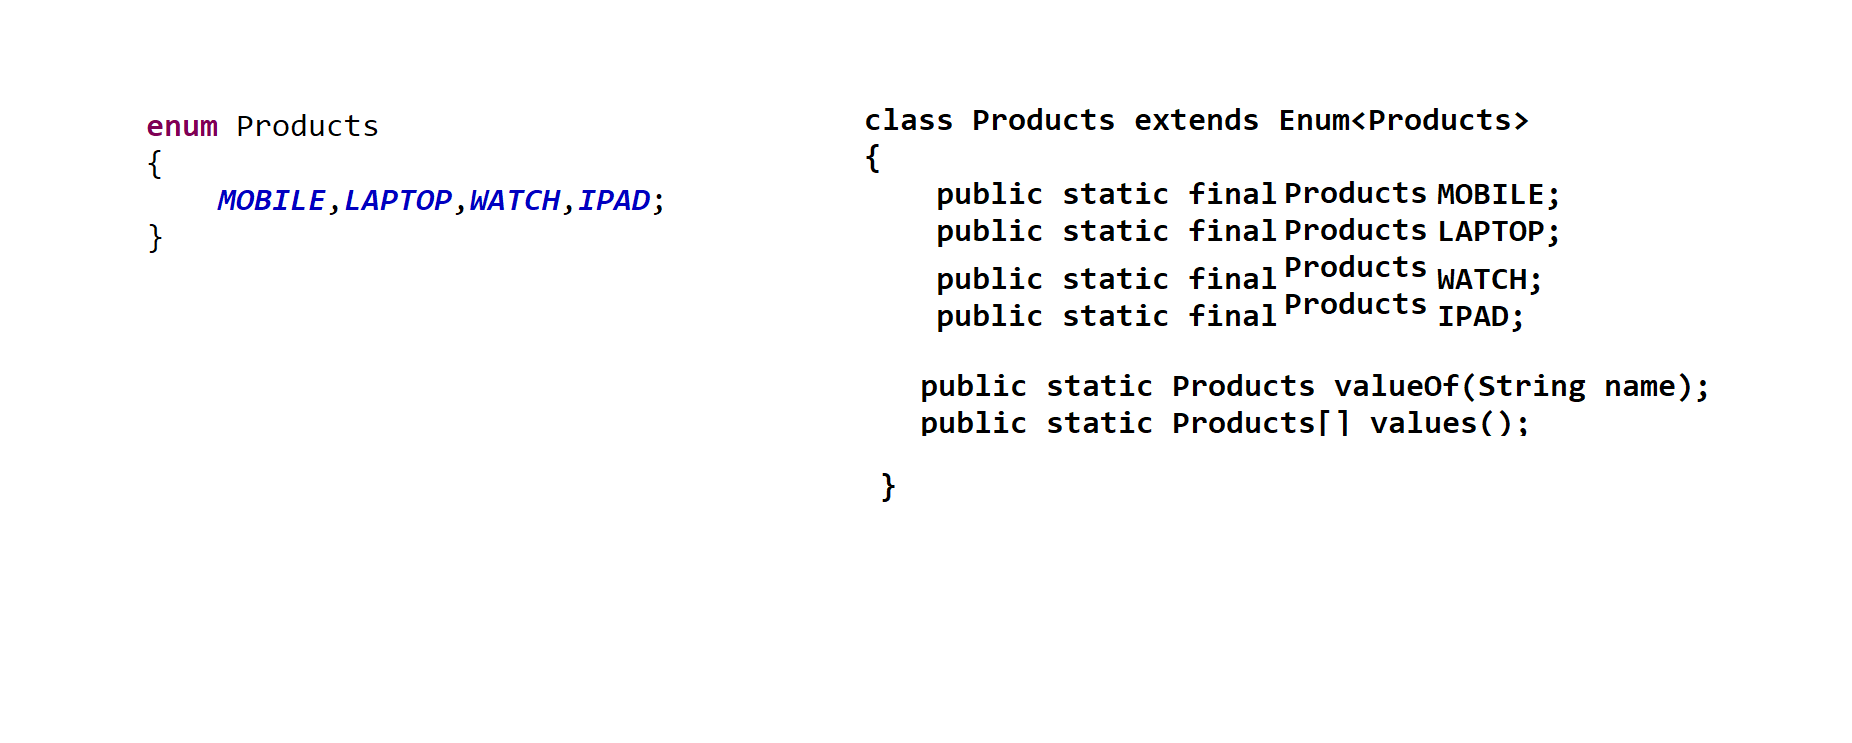 enum Products
{
MOBILE,LAPTOP,WATCH,IPAD;
}
class Products extends Enum<Products>
{
public static final Products MOBILE;
public static final Products LAPTOP;
public static final Products WATCH;
public static final Products IPAD;
public static Products valueOf(String name);
public static Products[] values();
}